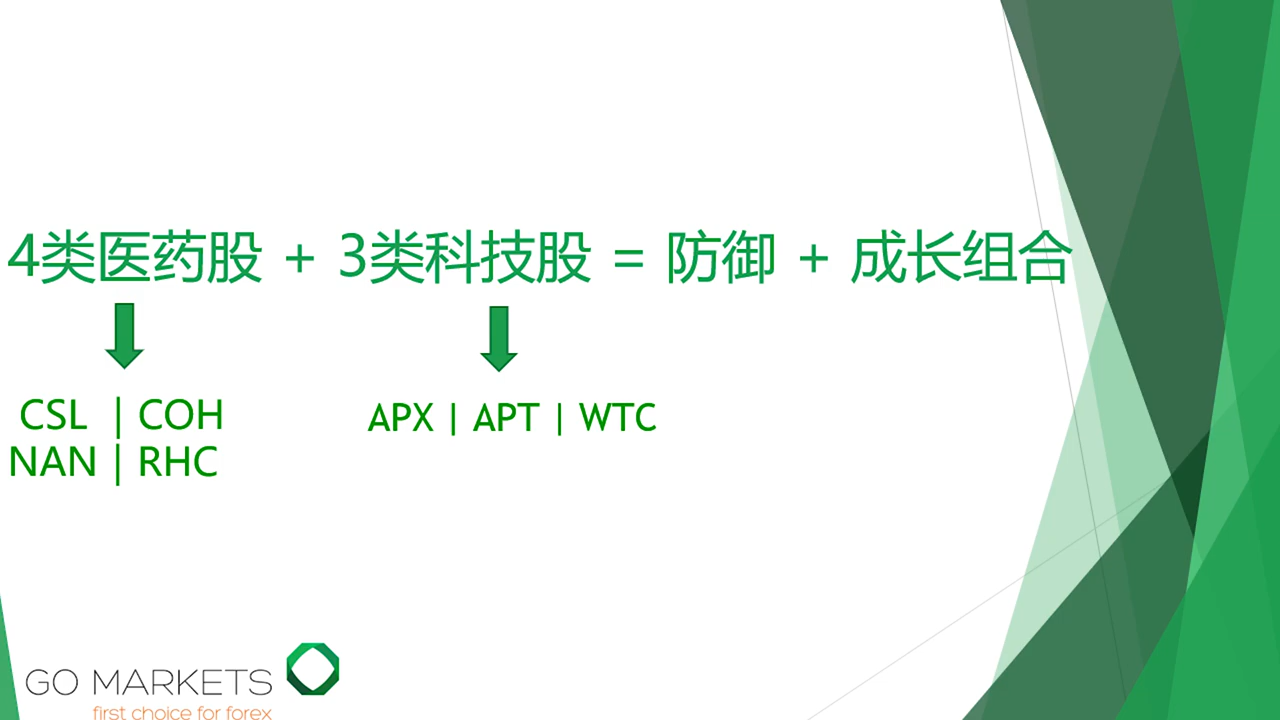 4类医药股 + 3类科技股 = 防御 + 成长组合
CSL | COH
NAN | RHC
APX | APT | WTC
GO MARKETS
first choice for forex